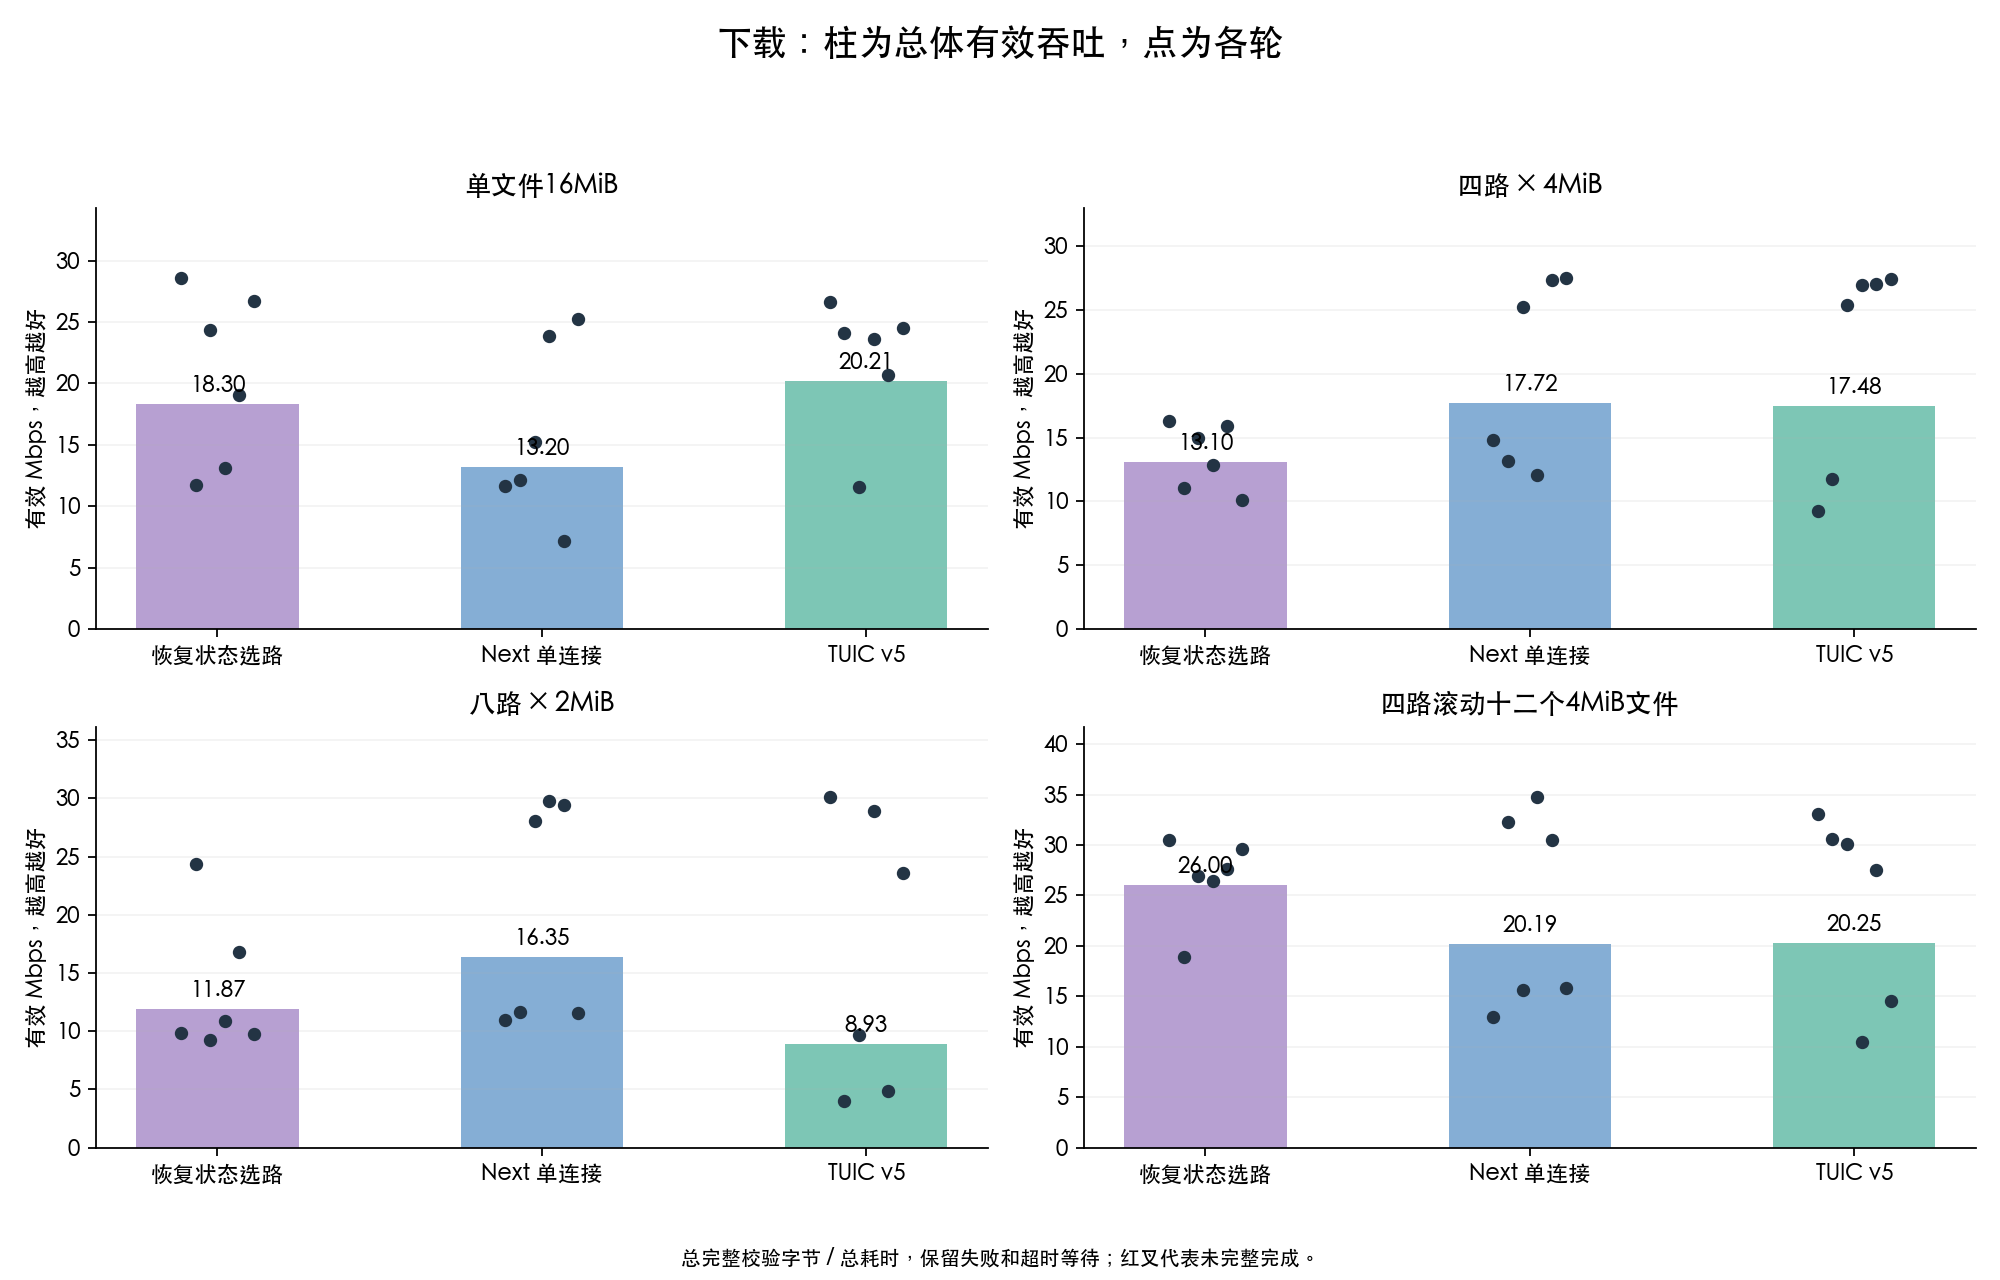 下载：柱为总体有效吞吐，点为各轮
单文件16MiB
有效 Mbps，越高越好
30
25
20
15
10
5
0
18.30
13.20
20.21
恢复状态选路
Next 单连接
TUIC v5
四路 × 4MiB
有效 Mbps，越高越好
30
25
20
15
10
5
0
13.10
17.72
17.48
恢复状态选路
Next 单连接
TUIC v5
八路 × 2MiB
有效 Mbps，越高越好
35
30
25
20
15
10
5
0
11.87
16.35
8.93
恢复状态选路
Next 单连接
TUIC v5
四路滚动十二个4MiB文件
有效 Mbps，越高越好
40
35
30
25
20
15
10
5
0
26.00
20.19
20.25
恢复状态选路
Next 单连接
TUIC v5
总完整校验字节 / 总耗时，保留失败和超时等待；红叉代表未完整完成。